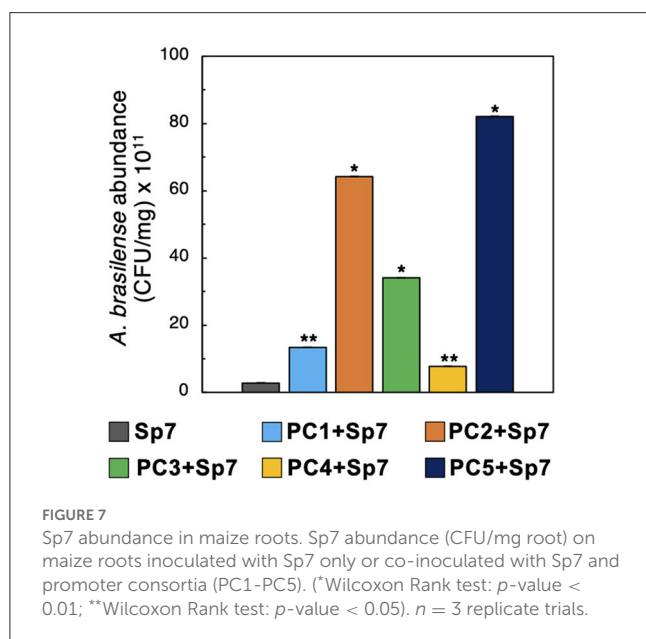 A. brasilense abundance
(CFU/mg) x 10¹¹
100
80
60
40
20
0
**
*
*
**
*
Sp7 PC1+Sp7 PC2+Sp7
PC3+Sp7 PC4+Sp7 PC5+Sp7
FIGURE 7
Sp7 abundance in maize roots. Sp7 abundance (CFU/mg root) on
maize roots inoculated with Sp7 only or co-inoculated with Sp7 and
promoter consortia (PC1-PC5). (*Wilcoxon Rank test: p-value <
0.01; **Wilcoxon Rank test: p-value < 0.05). n = 3 replicate trials.